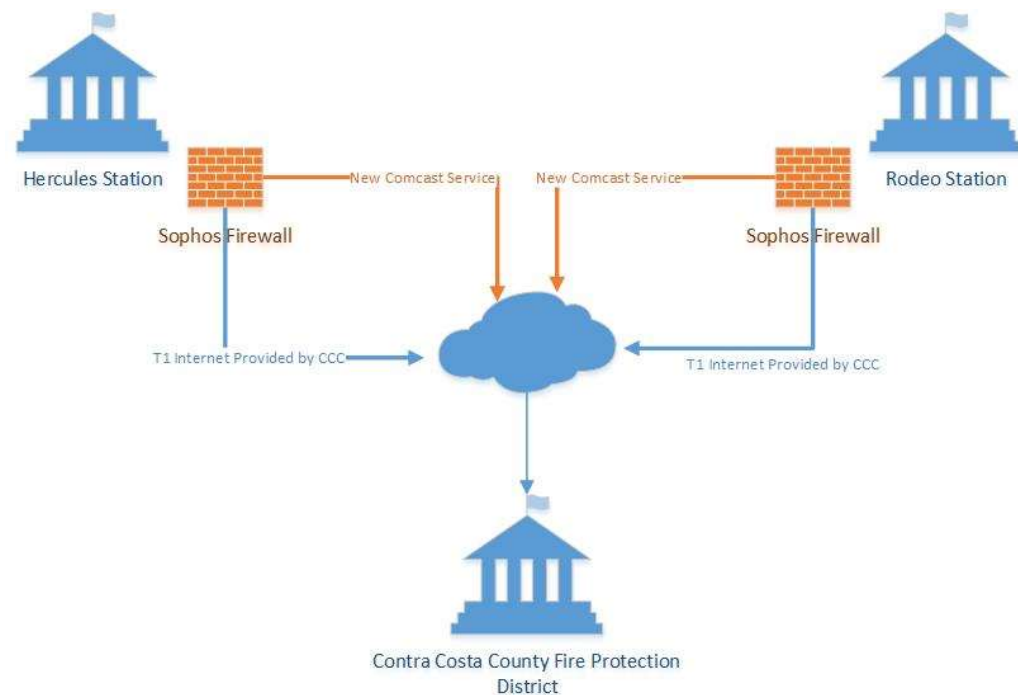 Hercules Station
Rodeo Station
New Comcast Service
New Comcast Service
Sophos Firewall
Sophos Firewall
T1 Internet Provided by CCC
T1 Internet Provided by CCC
Contra Costa County Fire Protection
District